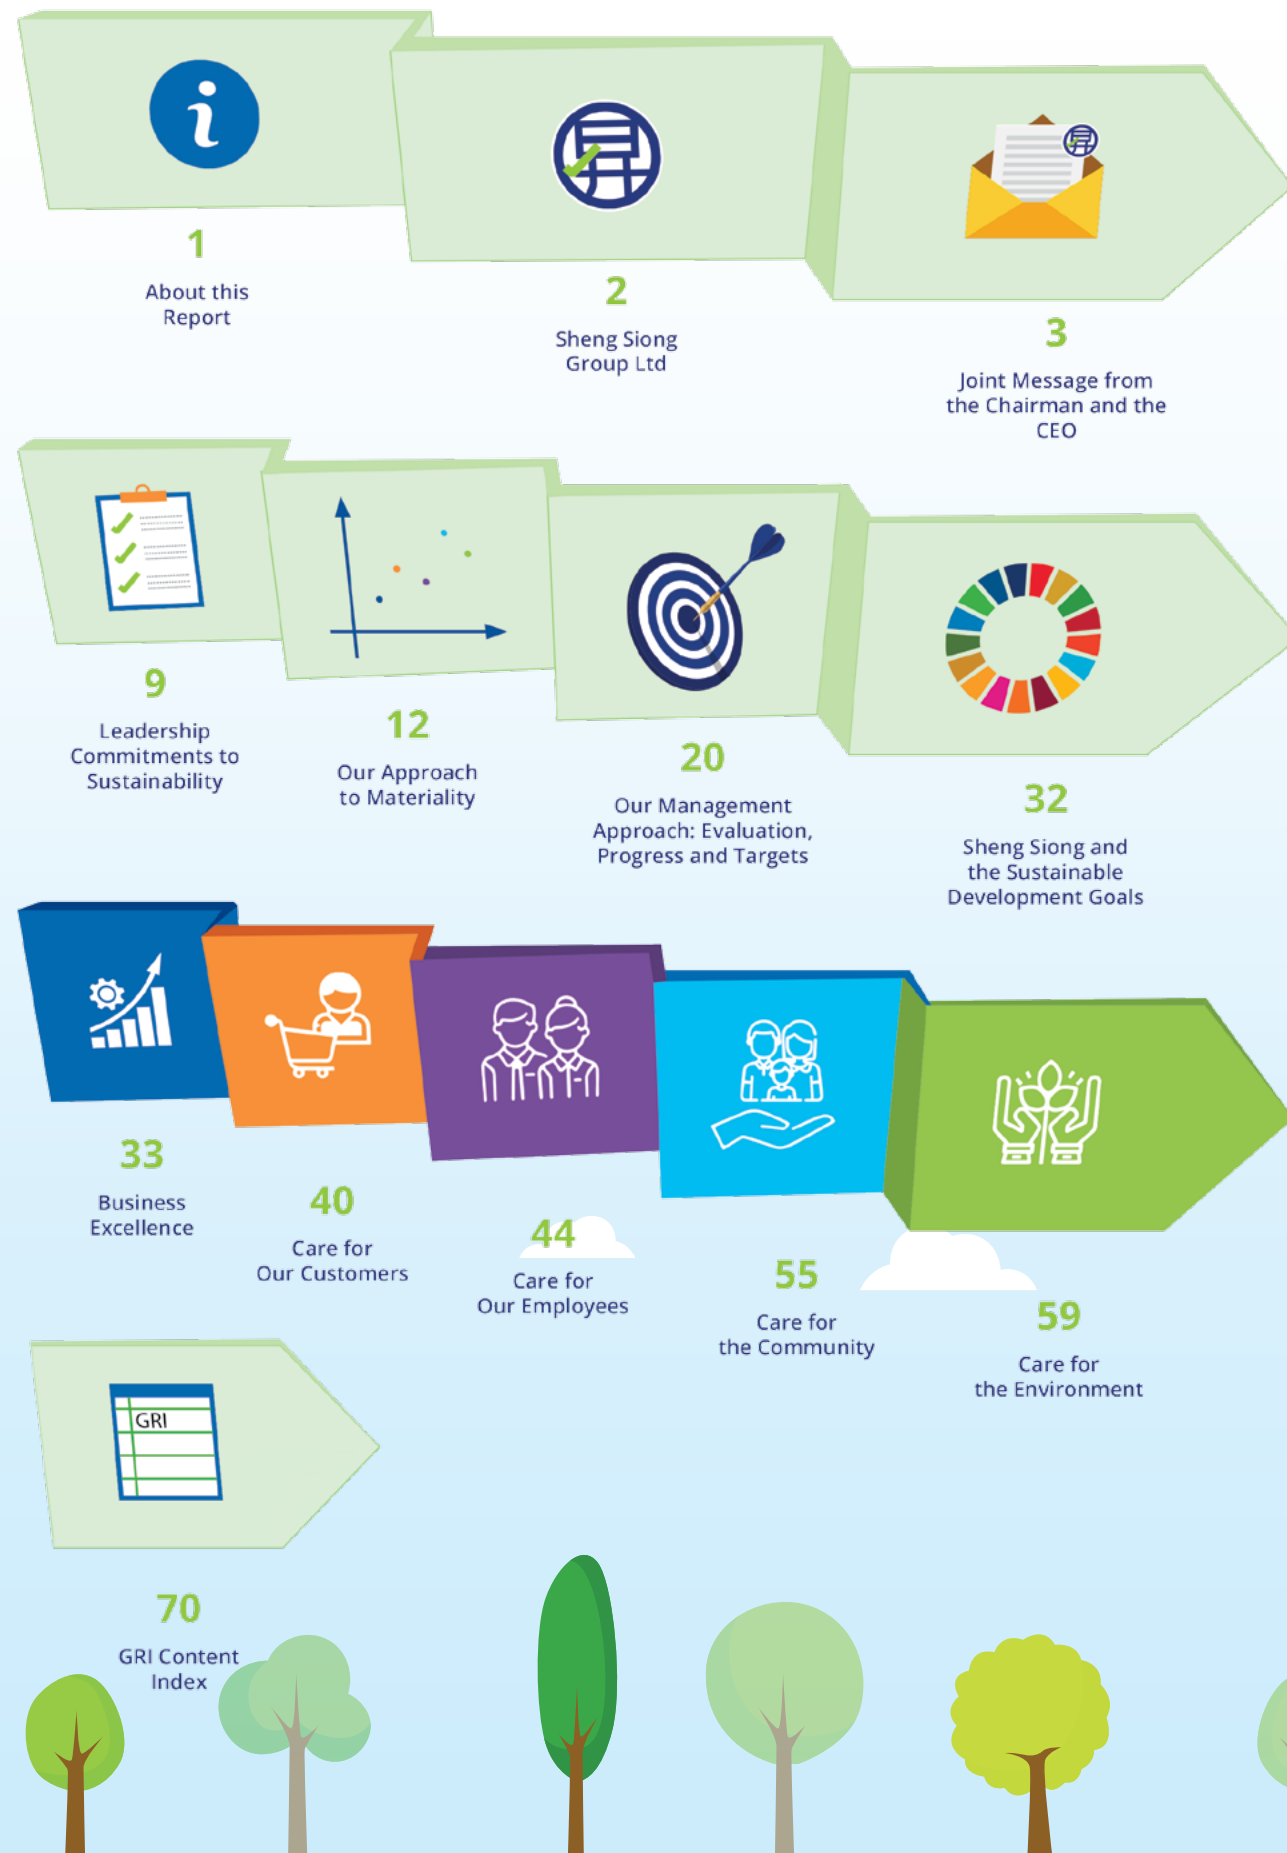 1
About this
Report
昇
2
Sheng Siong
Group Ltd
3
Joint Message from
the Chairman and the
CEO
9
Leadership
Commitments to
Sustainability
12
Our Approach
to Materiality
20
Our Management
Approach: Evaluation,
Progress and Targets
32
Sheng Siong and
the Sustainable
Development Goals
33
Business
Excellence
40
Care for
Our Customers
44
Care for
Our Employees
55
Care for
the Community
59
Care for
the Environment
GRI
70
GRI Content
Index